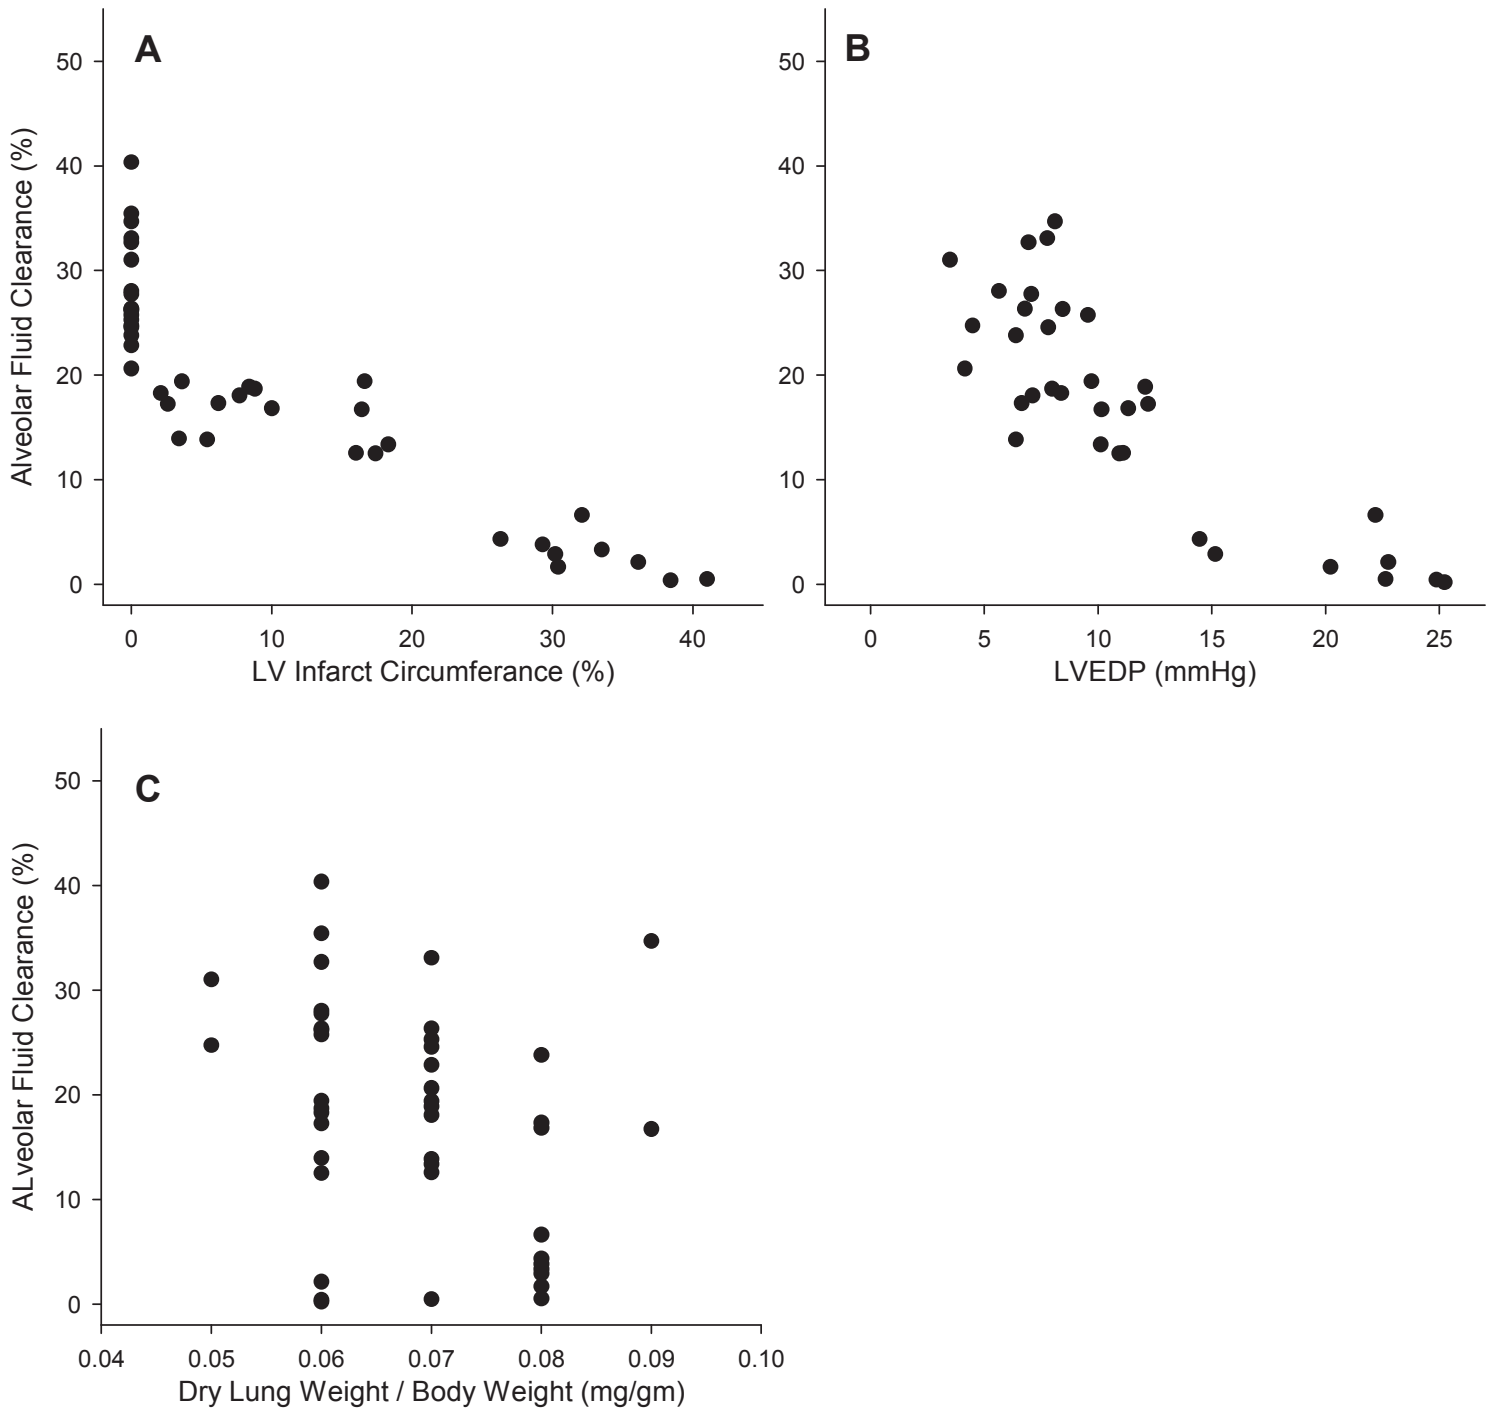 A
50
40
30
20
10
0
Alveolar Fluid Clearance (%)
0 10 20 30 40
LV Infarct Circumferance (%)
B
50
40
30
20
10
0
0 5 10 15 20 25
LVEDP (mmHg)
C
50
40
30
20
10
0
ALveolar Fluid Clearance (%)
0.04 0.05 0.06 0.07 0.08 0.09 0.10
Dry Lung Weight / Body Weight (mg/gm)